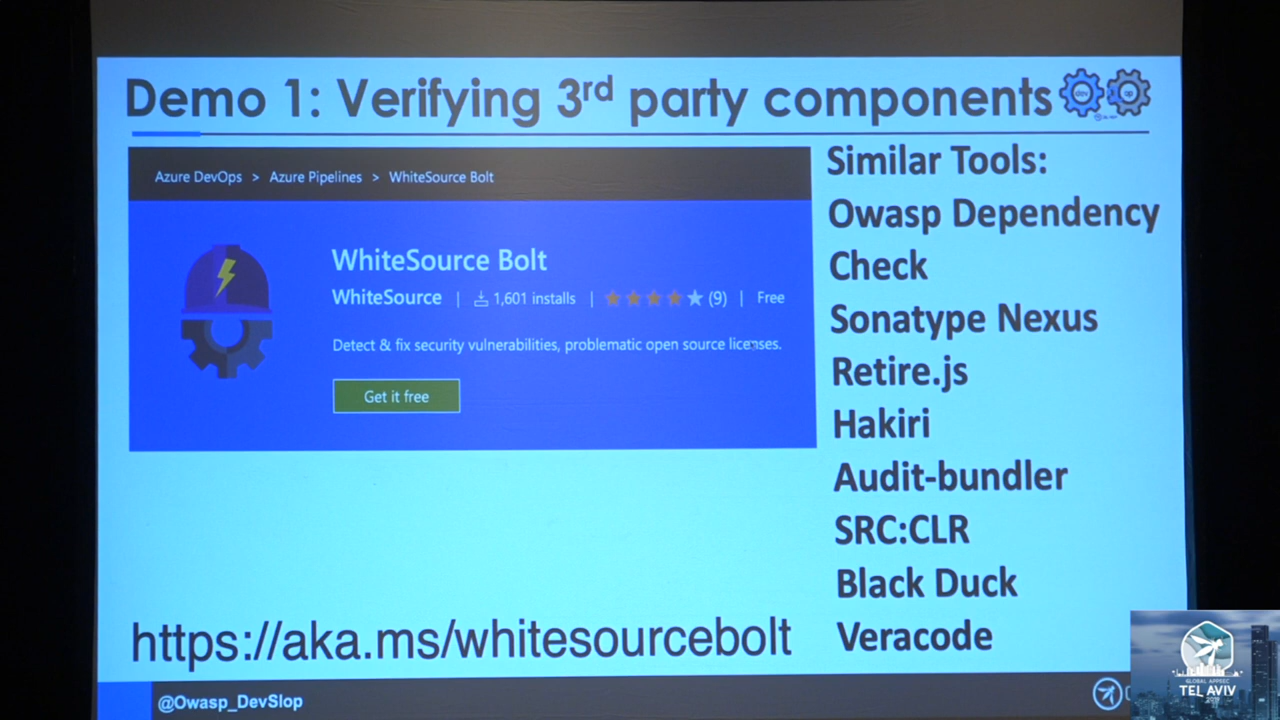 Demo 1: Verifying 3rd party components
dev
op
Azure DevOps > Azure Pipelines > WhiteSource Bolt
WhiteSource Bolt
WhiteSource | 1,601 installs | (9) | Free
Detect & fix security vulnerabilities, problematic open source licenses.
Get it free
Similar Tools:
Owasp Dependency
Check
Sonatype Nexus
Retire.js
Hakiri
Audit-bundler
SRC:CLR
Black Duck
Veracode
https://aka.ms/whitesourcebolt
@Owasp_DevSlop
GLOBAL APPSEC
TEL AVIV